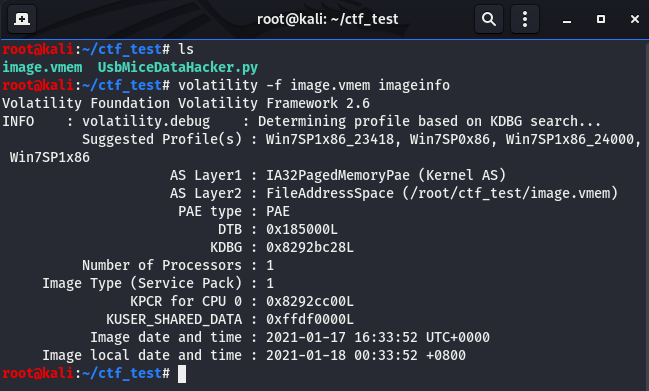 root@kali: ~/ctf_test
root@kali:~/ctf_test# ls
image.vmem  UsbMiceDataHacker.py
root@kali:~/ctf_test# volatility -f image.vmem imageinfo
Volatility Foundation Volatility Framework 2.6
INFO    : volatility.debug    : Determining profile based on KDBG search...
          Suggested Profile(s) : Win7SP1x86_23418, Win7SP0x86, Win7SP1x86_24000,
 Win7SP1x86
                     AS Layer1 : IA32PagedMemoryPae (Kernel AS)
                     AS Layer2 : FileAddressSpace (/root/ctf_test/image.vmem)
                      PAE type : PAE
                           DTB : 0x185000L
                          KDBG : 0x8292bc28L
          Number of Processors : 1
     Image Type (Service Pack) : 1
                KPCR for CPU 0 : 0x8292cc00L
             KUSER_SHARED_DATA : 0xffdf0000L
           Image date and time : 2021-01-17 16:33:52 UTC+0000
     Image local date and time : 2021-01-18 00:33:52 +0800
root@kali:~/ctf_test#